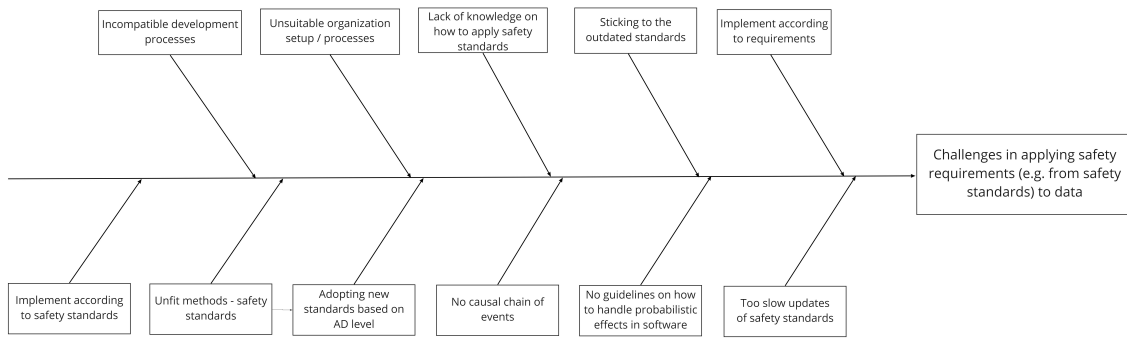 Incompatible development
processes
Unsuitable organization
setup / processes
Lack of knowledge on
how to apply safety
standards
Sticking to the
outdated standards
Implement according
to requirements
Challenges in applying safety
requirements (e.g. from safety
standards) to data
Implement according
to safety standards
Unfit methods - safety
standards
Adopting new
standards based on
AD level
No causal chain of
events
No guidelines on how
to handle probabilistic
effects in software
Too slow updates
of safety standards